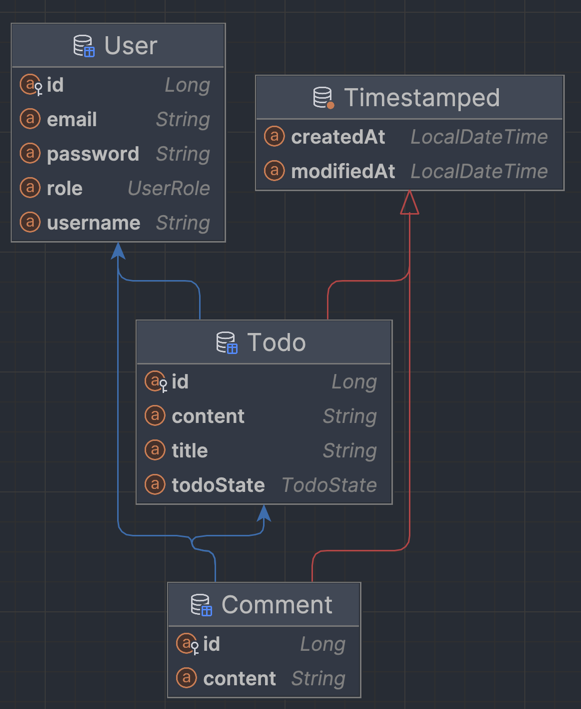 User
id Long
email String
password String
role UserRole
username String
Timestamped
createdAt LocalDateTime
modifiedAt LocalDateTime
Todo
id Long
content String
title String
todoState TodoState
Comment
id Long
content String